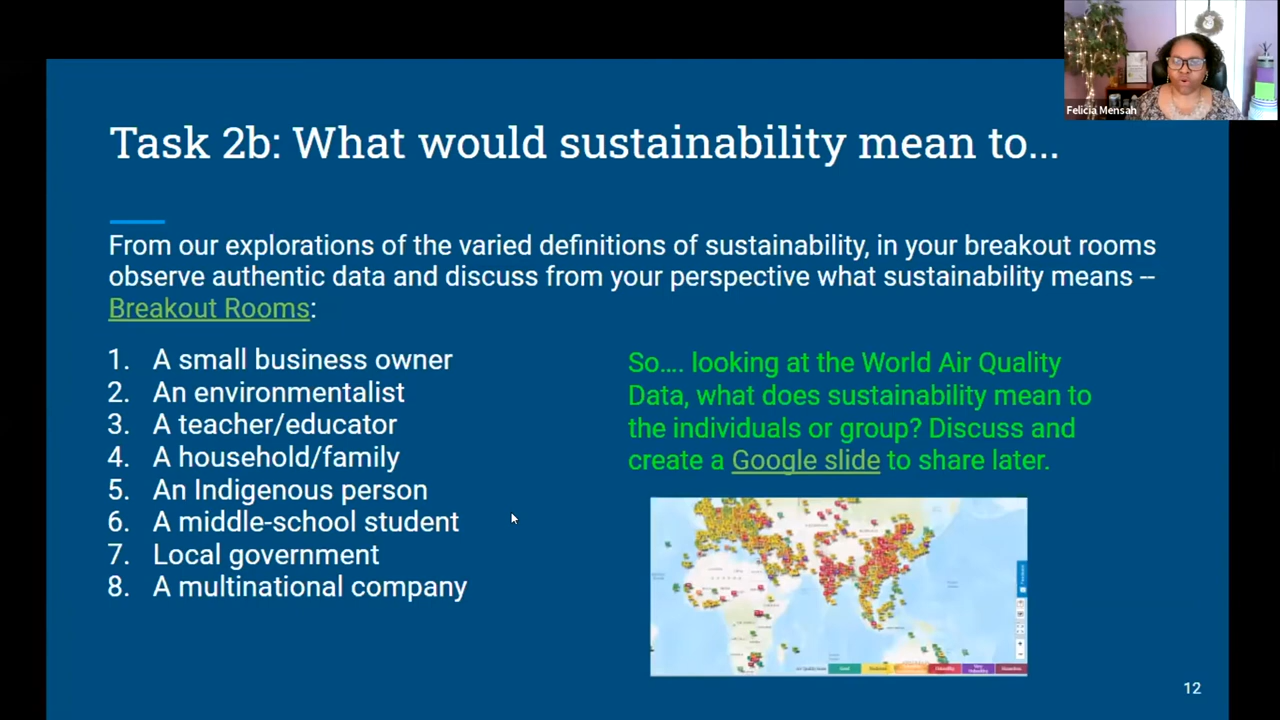 Felicia Mensah
Task 2b: What would sustainability mean to...
From our explorations of the varied definitions of sustainability, in your breakout rooms
observe authentic data and discuss from your perspective what sustainability means –
Breakout Rooms:
1. A small business owner
2. An environmentalist
3. A teacher/educator
4. A household/family
5. An Indigenous person
6. A middle-school student
7. Local government
8. A multinational company
So.... looking at the World Air Quality
Data, what does sustainability mean to
the individuals or group? Discuss and
create a Google slide to share later.
12